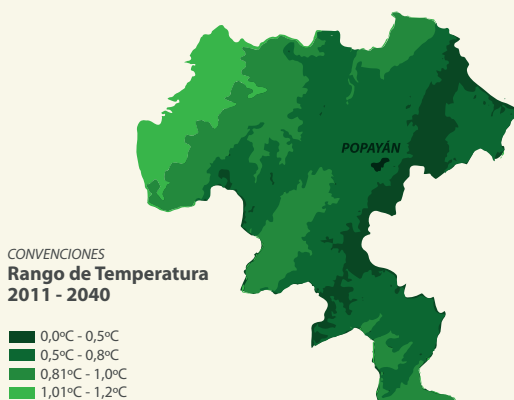 POPAYÁN
CONVENCIONES
Rango de Temperatura
2011 - 2040
0,0ºC - 0,5ºC
0,5ºC - 0,8ºC
0,81ºC - 1,0ºC
1,01ºC - 1,2ºC